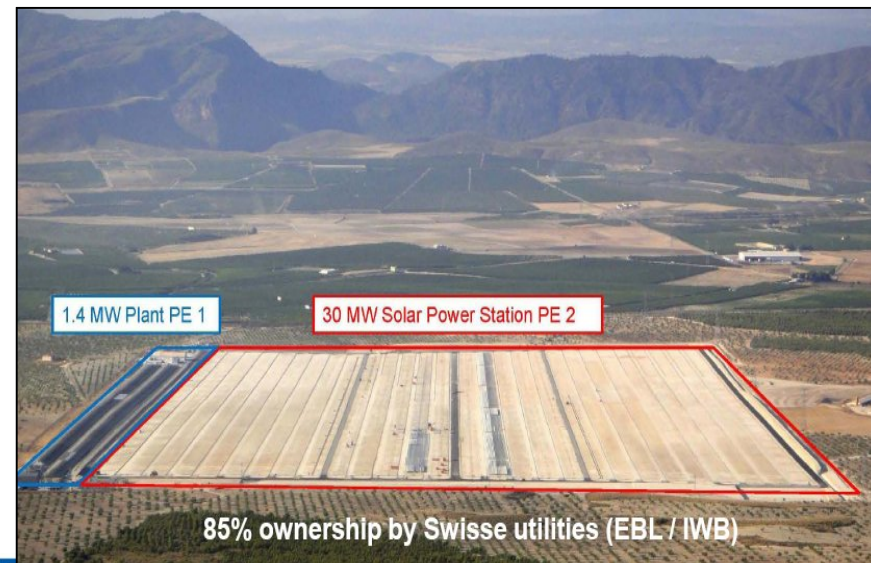 1.4 MW Plant PE 1
30 MW Solar Power Station PE 2
85% ownership by Swisse utilities (EBL / IWB)